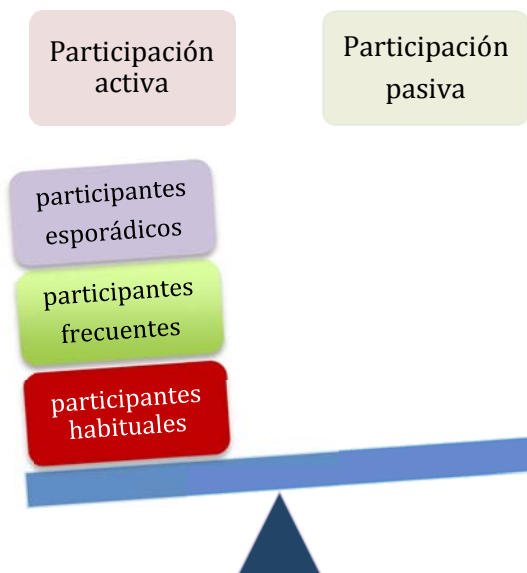 Participación
activa
Participación
pasiva
participantes
esporádicos
participantes
frecuentes
participantes
habituales